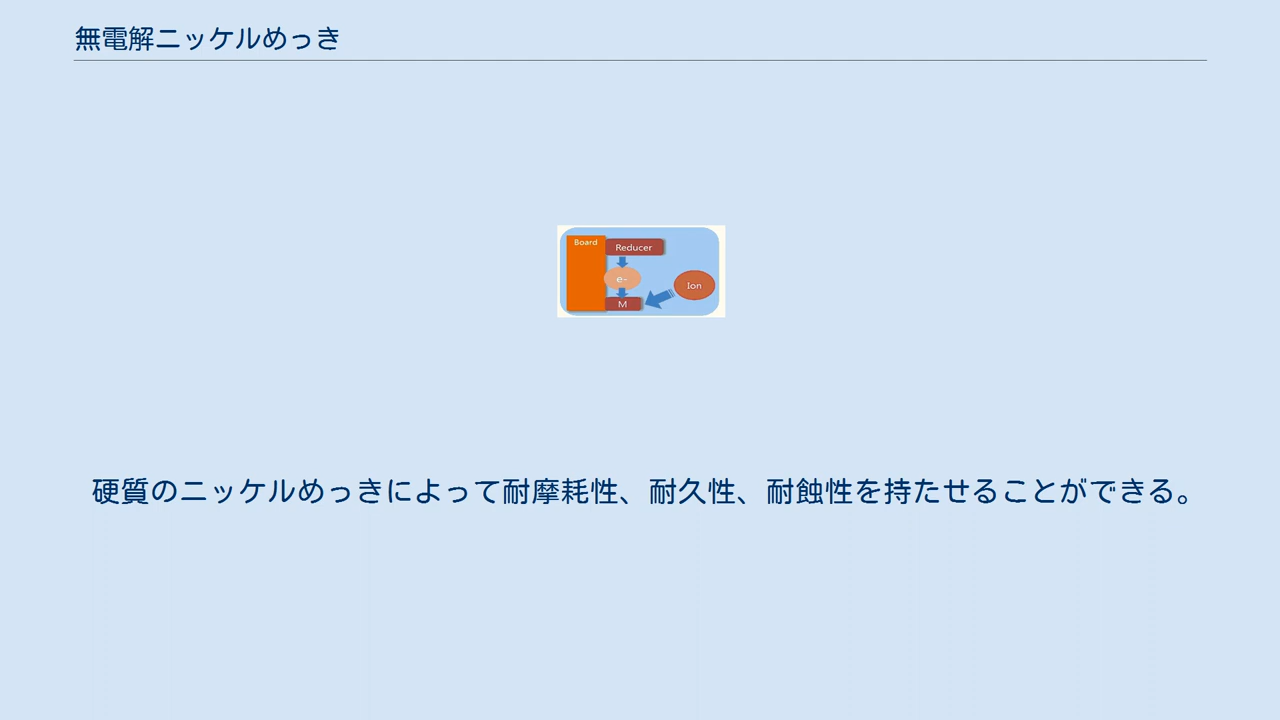 無電解ニッケルめっき
Board
Reducer
e-
Ion
M
硬質のニッケルめっきによって耐摩耗性、耐久性、耐蝕性を持たせることができる。